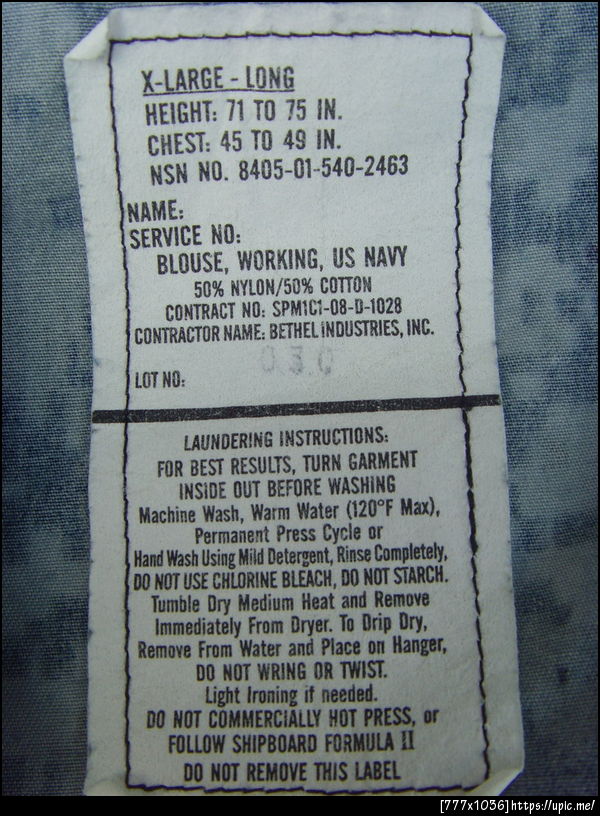 X-LARGE - LONG
HEIGHT: 71 TO 75 IN.
CHEST: 45 TO 49 IN.
NSN NO. 8405-01-540-2463
NAME:
SERVICE NO:
BLOUSE, WORKING, US NAVY
50% NYLON/50% COTTON
CONTRACT NO: SPM1C1-08-D-1028
CONTRACTOR NAME: BETHEL INDUSTRIES, INC.
LOT NO:
LAUNDERING INSTRUCTIONS:
FOR BEST RESULTS, TURN GARMENT
INSIDE OUT BEFORE WASHING
Machine Wash, Warm Water (120°F Max),
Permanent Press Cycle or
Hand Wash Using Mild Detergent, Rinse Completely,
DO NOT USE CHLORINE BLEACH, DO NOT STARCH.
Tumble Dry Medium Heat and Remove
Immediately From Dryer. To Drip Dry,
Remove From Water and Place on Hanger,
DO NOT WRING OR TWIST.
Light Ironing if needed.
DO NOT COMMERCIALLY HOT PRESS, or
FOLLOW SHIPBOARD FORMULA II
DO NOT REMOVE THIS LABEL
[777x1036]https://upic.me/